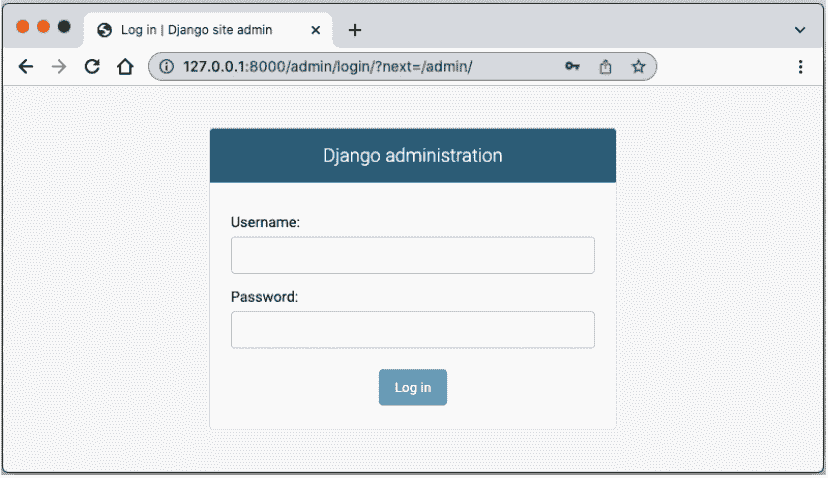 Log in | Django site admin
127.0.0.1:8000/admin/login/?next=/admin/
Django administration
Username:
Password:
Log in